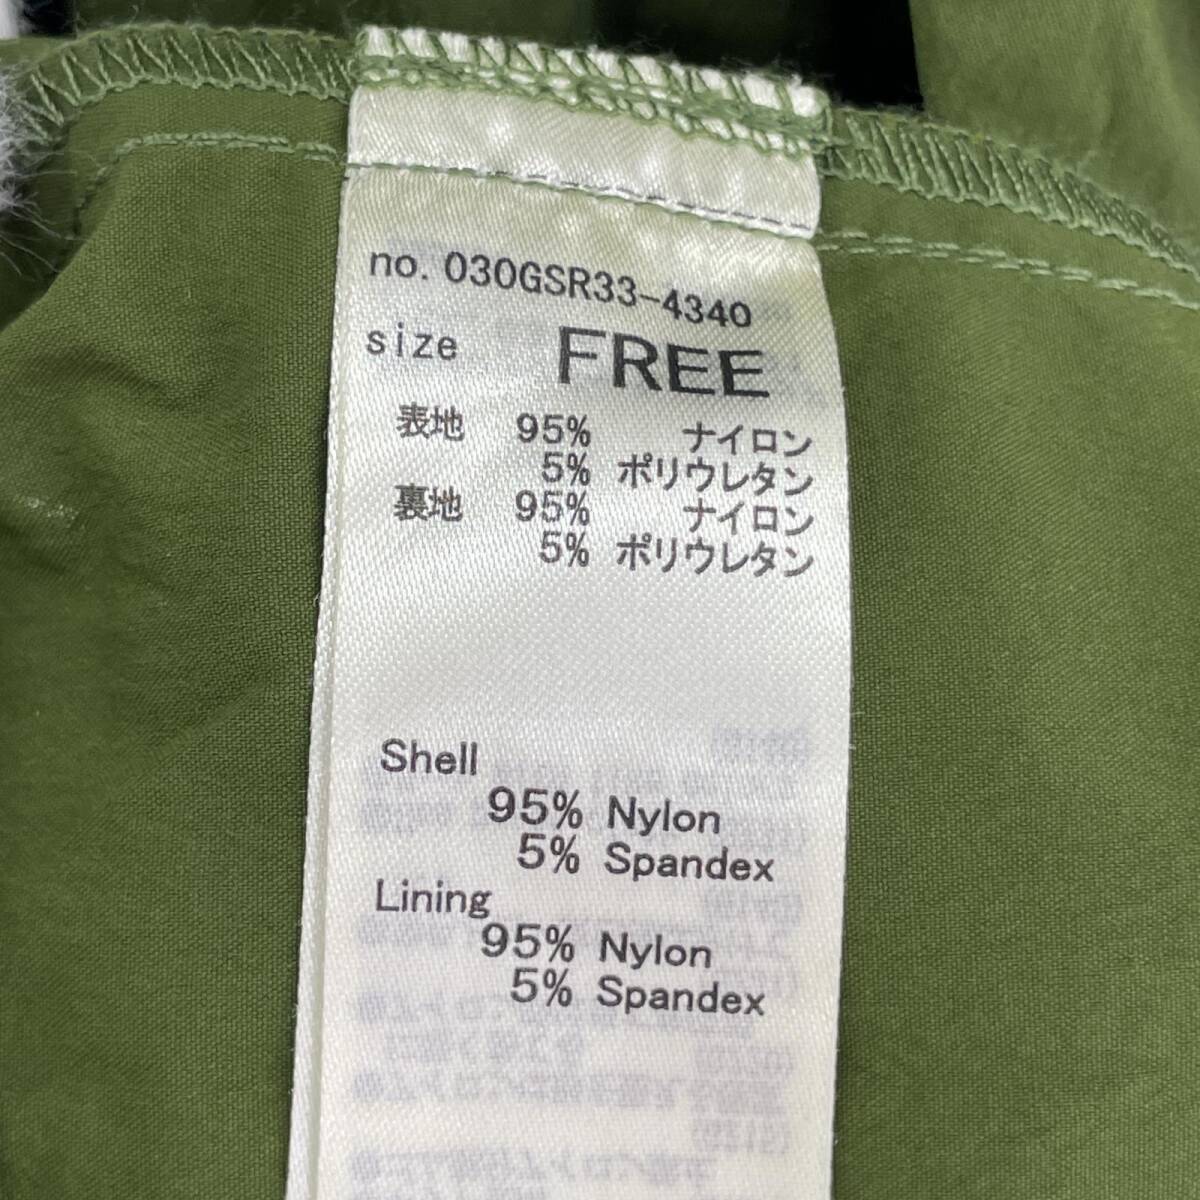 no. 030GSR33-4340
size FREE
表地 95% ナイロン
5% ポリウレタン
裏地 95% ナイロン
5% ポリウレタン
Shell
95% Nylon
5% Spandex
Lining
95% Nylon
5% Spandex